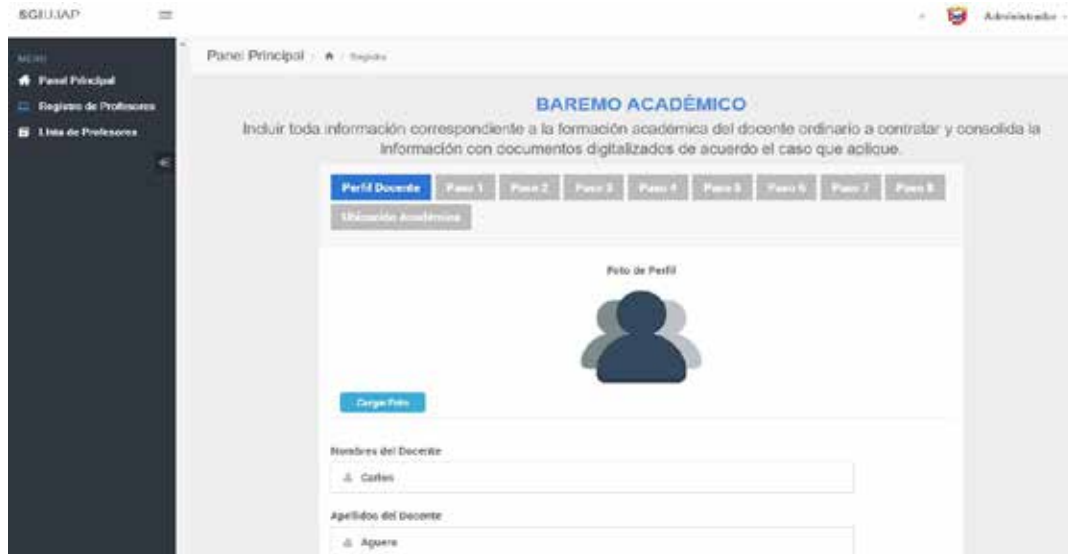 SGIUJAP
Administrador
MENU
Panel Principal
Registro de Profesores
Lista de Profesores
Panel Principal / / Registro
BAREMO ACADÉMICO
Incluir toda información correspondiente a la formación académica del docente ordinario a contratar y consolida la
información con documentos digitalizados de acuerdo el caso que aplique.
Perfil Docente Paso 1 Paso 2 Paso 3 Paso 4 Paso 5 Paso 6 Paso 7 Paso 8
Ubicación Académica
Foto de Perfil
Cargar Foto
Nombres del Docente
Carlos
Apellidos del Docente
Aguero